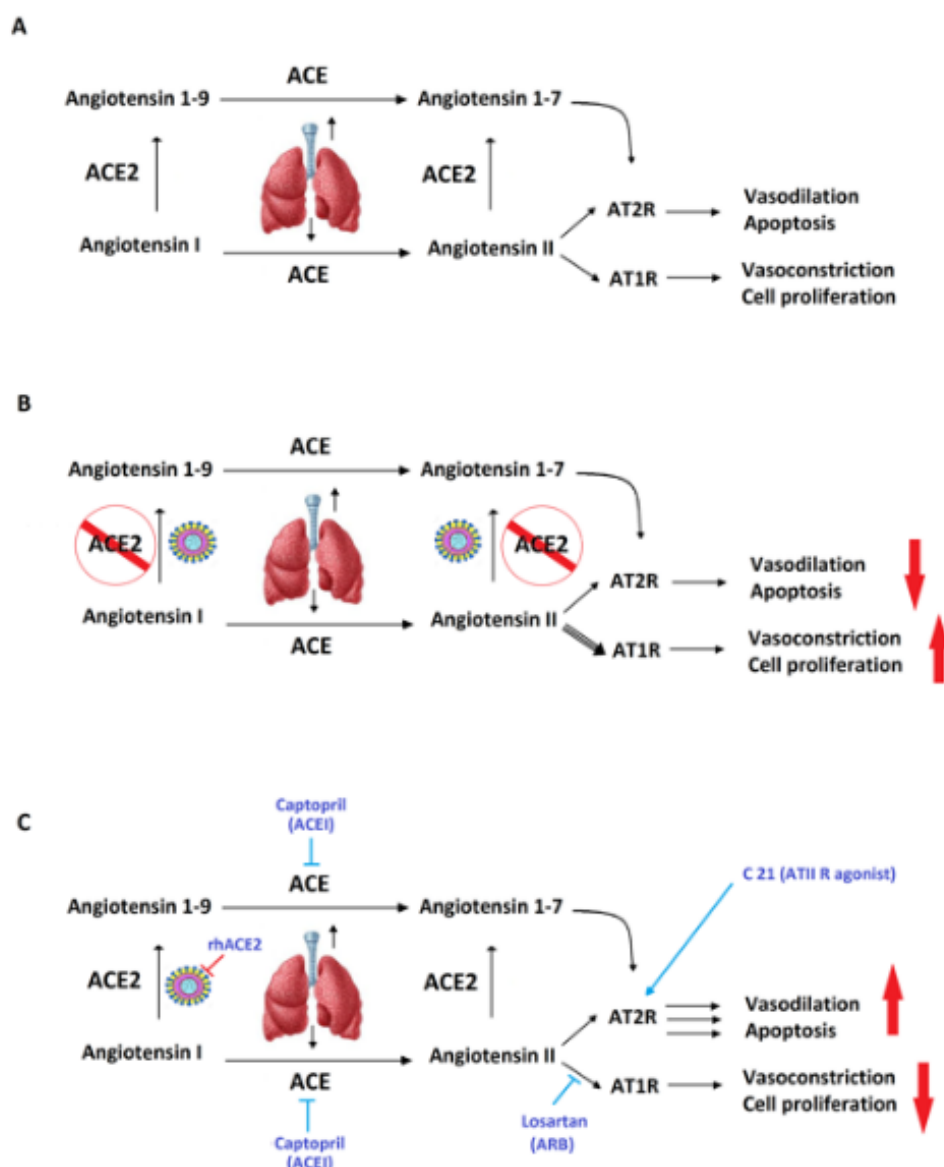 A
ACE
Angiotensin 1-9
Angiotensin 1-7
ACE2
ACE2
AT2R
Vasodilation
Apoptosis
Angiotensin I
Angiotensin II
ACE
AT1R
Vasoconstriction
Cell proliferation
B
ACE
Angiotensin 1-9
Angiotensin 1-7
ACE2
ACE2
AT2R
Vasodilation
Apoptosis
Angiotensin I
Angiotensin II
ACE
AT1R
Vasoconstriction
Cell proliferation
C
Captopril
(ACEI)
ACE
C 21 (ATII R agonist)
Angiotensin 1-9
Angiotensin 1-7
rhACE2
ACE2
ACE2
AT2R
Vasodilation
Apoptosis
Angiotensin I
Angiotensin II
ACE
AT1R
Vasoconstriction
Cell proliferation
Captopril
(ACEI)
Losartan
(ARB)